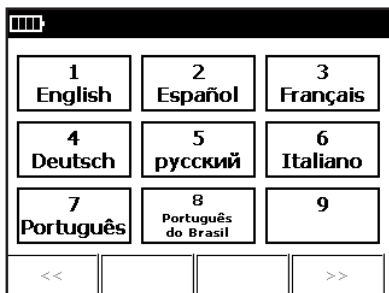 1
English
2
Español
3
Français
4
Deutsch
5
русский
6
Italiano
7
Português
8
Português
do Brasil
9
<<
>>